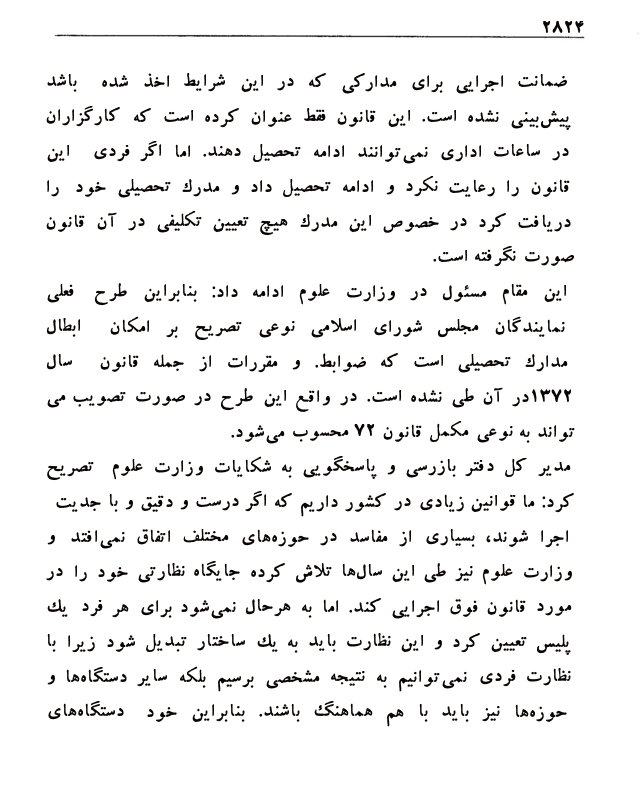 ۲۸۲۴
ضمانت اجرایی برای مدارکی که در این شرایط اخذ شده باشد
پیش‌بینی نشده است. این قانون فقط عنوان کرده است که کارگزاران
در ساعات اداری نمی‌توانند ادامه تحصیل دهند. اما اگر فردی این
قانون را رعایت نکرد و ادامه تحصیل داد و مدرك تحصیلی خود را
دریافت کرد در خصوص این مدرك هیچ تعیین تکلیفی در آن قانون
صورت نگرفته است.
این مقام مسئول در وزارت علوم ادامه داد: بنابراین طرح فعلی
نمایندگان مجلس شورای اسلامی نوعی تصریح بر امکان ابطال
مدارك تحصیلی است که ضوابط. و مقررات از جمله قانون سال
۱۳۷۲در آن طی نشده است. در واقع این طرح در صورت تصویب می
تواند به نوعی مکمل قانون ۷۲ محسوب می‌شود.
مدیر کل دفتر بازرسی و پاسخگویی به شکایات وزارت علوم تصریح
کرد: ما قوانین زیادی در کشور داریم که اگر درست و دقیق و با جدیت
اجرا شوند، بسیاری از مفاسد در حوزه‌های مختلف اتفاق نمی‌افتد و
وزارت علوم نیز طی این سال‌ها تلاش کرده جایگاه نظارتی خود را در
مورد قانون فوق اجرایی کند. اما به هرحال نمی‌شود برای هر فرد يك
پلیس تعیین کرد و این نظارت باید به يك ساختار تبدیل شود زیرا با
نظارت فردی نمی‌توانیم به نتیجه مشخصی برسیم بلکه سایر دستگاه‌ها و
حوزه‌ها نیز باید با هم هماهنگ باشند. بنابراین خود دستگاه‌های